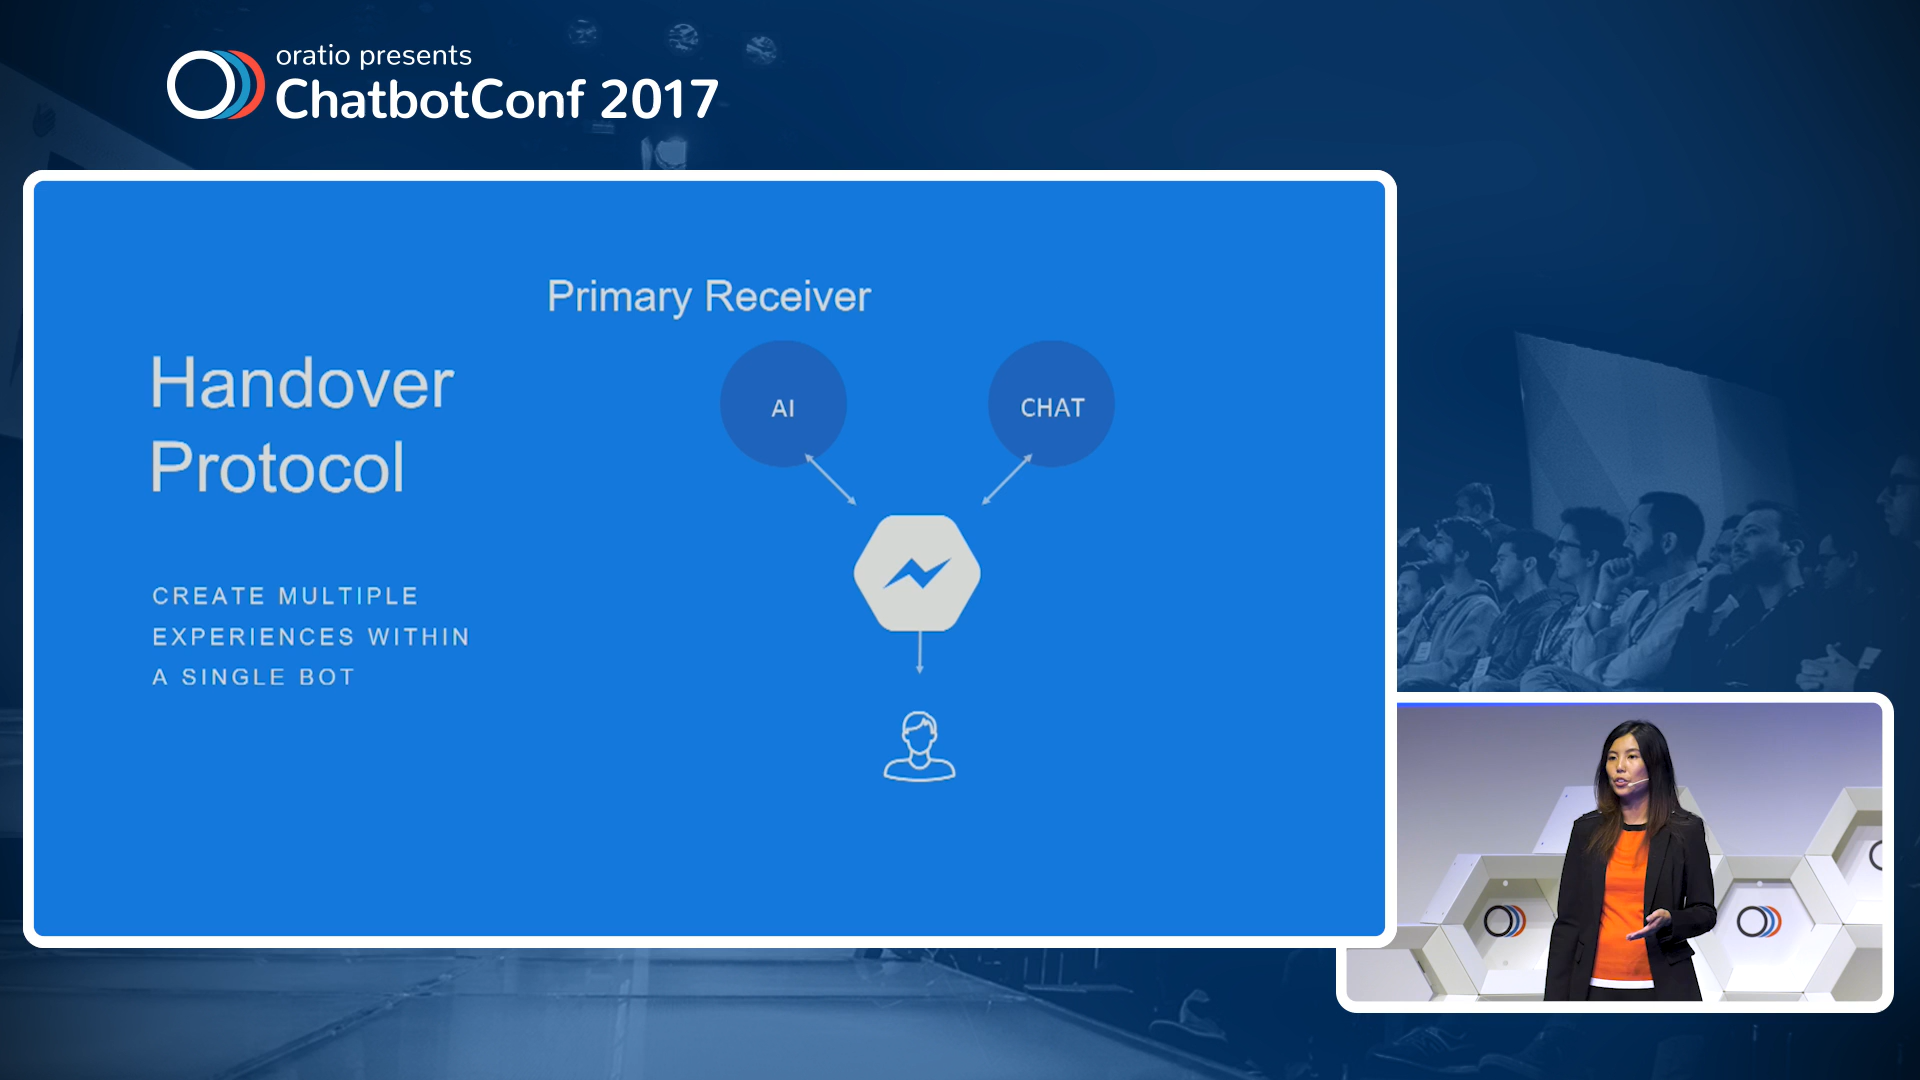 oratio presents
ChatbotConf 2017
Primary Receiver
Handover
Protocol
AI
CHAT
CREATE MULTIPLE
EXPERIENCES WITHIN
A SINGLE BOT